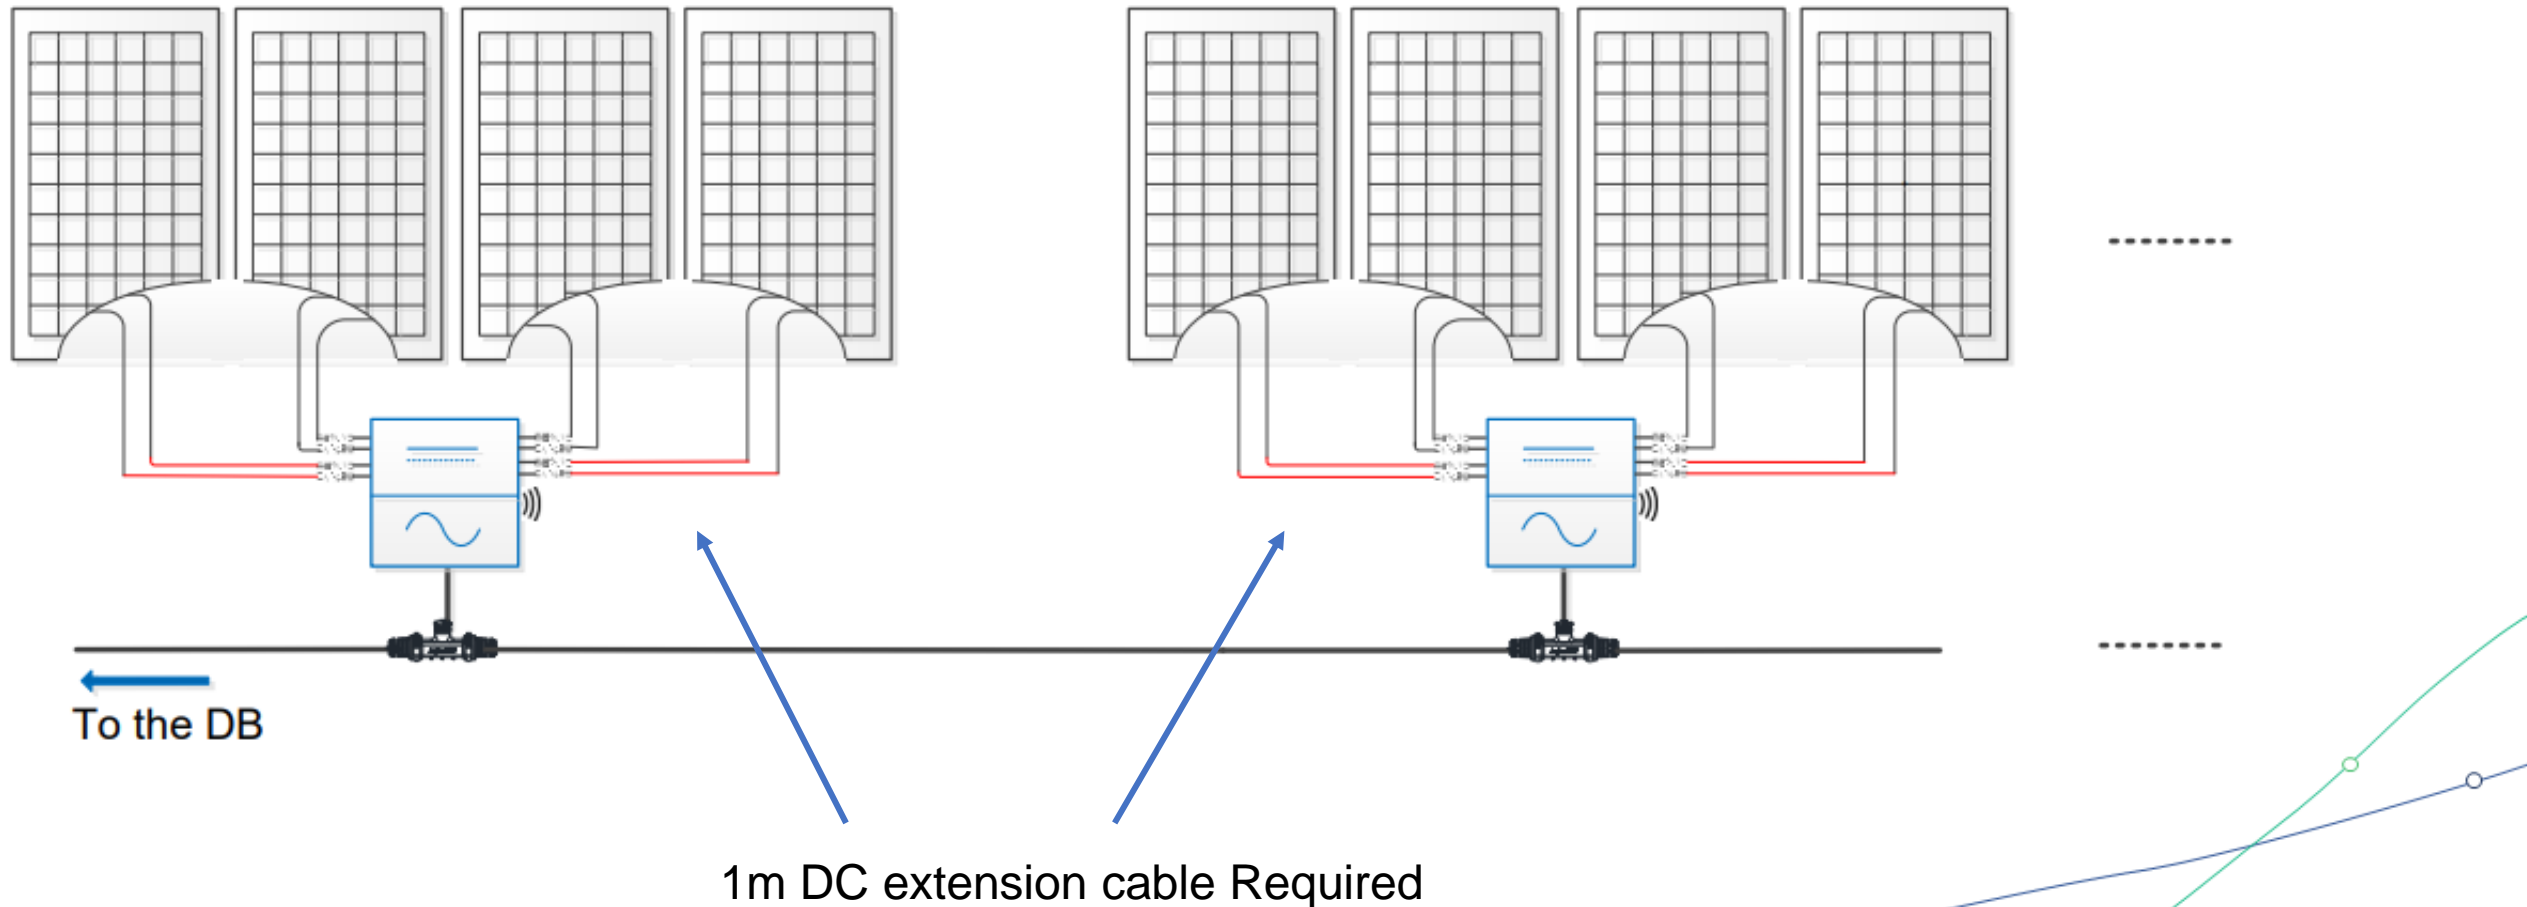 To the DB
1m DC extension cable Required